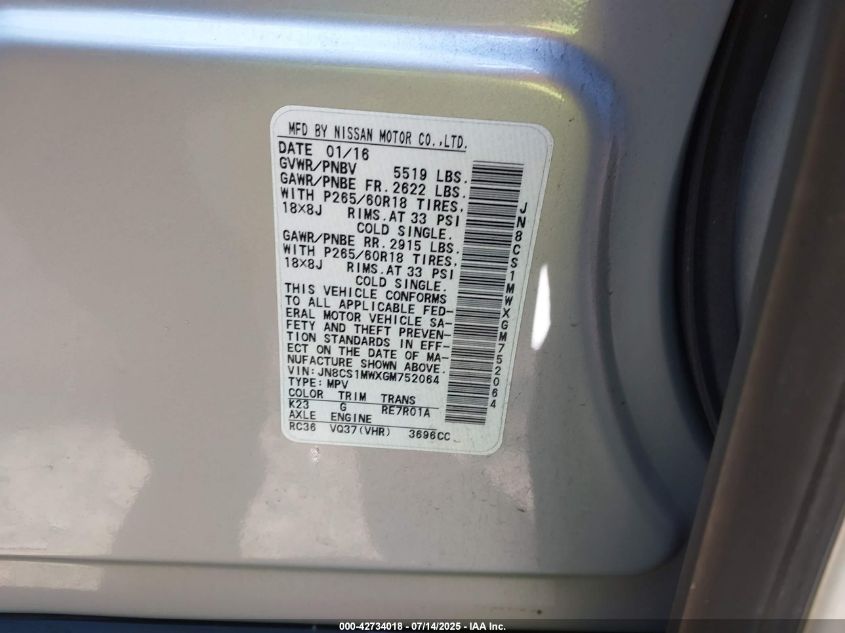 MFD BY NISSAN MOTOR CO.,LTD.
DATE 01/16
GVWR/PNBV 5519 LBS.
GAWR/PNBE FR. 2622 LBS.
WITH P265/60R18 TIRES.
18X8J RIMS.AT 33 PSI
COLD SINGLE.
GAWR/PNBE RR. 2915 LBS.
WITH P265/60R18 TIRES.
18X8J RIMS.AT 33 PSI
COLD SINGLE.
THIS VEHICLE CONFORMS
TO ALL APPLICABLE FED-
ERAL MOTOR VEHICLE SA-
FETY AND THEFT PREVEN-
TION STANDARDS IN EFF-
ECT ON THE DATE OF MA-
NUFACTURE SHOWN ABOVE.
VIN: JN8CS1MWXGM752064
TYPE: MPV
COLOR TRIM TRANS
K23 G RE7R01A
AXLE ENGINE
RC36 VQ37(VHR) 3696CC
JN8CS1MWXGM752064
000-42734018 - 07/14/2025 - IAA Inc.